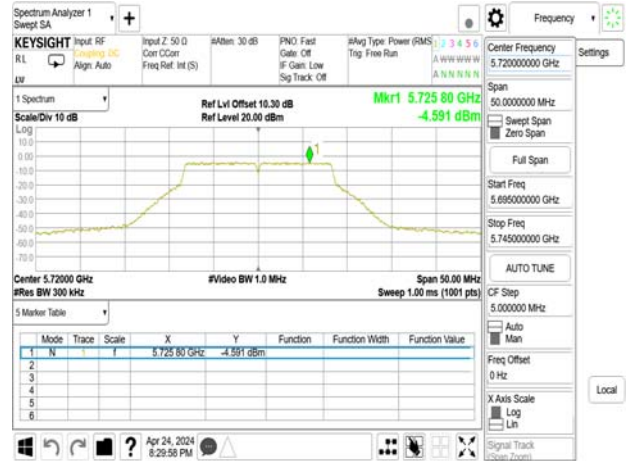 Spectrum Analyzer 1
Swept SA
+
Frequency
Settings
KEYSIGHT
RL
Input: RF
Coupling: DC
Align: Auto
Input Z: 50 Ω
Corr CCorr
Freq Ref: Int (S)
#Atten: 30 dB
PNO: Fast
Gate: Off
IF Gain: Low
Sig Track: Off
#Avg Type: Power (RMS
Trig: Free Run
1 2 3 4 5 6
A W W W W W
A N N N N N
1 Spectrum
Scale/Div 10 dB
Ref Lvl Offset 10.30 dB
Ref Level 20.00 dBm
Mkr1 5.725 80 GHz
-4.591 dBm
Log
10.0
0.00
-10.0
-20.0
-30.0
-40.0
-50.0
-60.0
-70.0
1
Center 5.72000 GHz
#Res BW 300 kHz
#Video BW 1.0 MHz
Span 50.00 MHz
Sweep 1.00 ms (1001 pts)
5 Marker Table
Mode Trace Scale X Y Function Function Width Function Value
1 N 1 f 5.725 80 GHz -4.591 dBm
2
3
4
5
6
Center Frequency
5.720000000 GHz
Span
50.0000000 MHz
Swept Span
Zero Span
Full Span
Start Freq
5.695000000 GHz
Stop Freq
5.745000000 GHz
AUTO TUNE
CF Step
5.000000 MHz
Auto
Man
Freq Offset
0 Hz
X Axis Scale
Log
Lin
Signal Track
(Span Zoom)
Local
?
Apr 24, 2024
8:29:58 PM